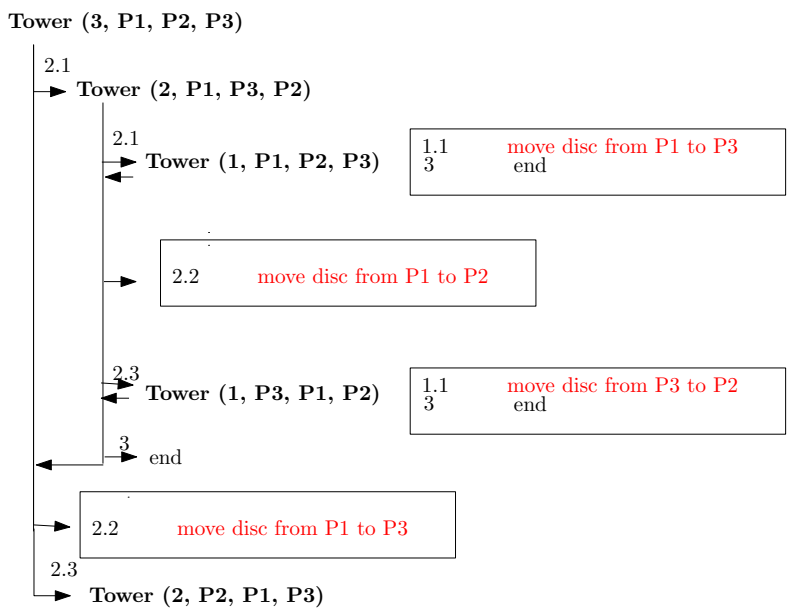 Tower (3, P1, P2, P3)
2.1
Tower (2, P1, P3, P2)
2.1
Tower (1, P1, P2, P3)
1.1 move disc from P1 to P3
3 end
2.2 move disc from P1 to P2
2.3
Tower (1, P3, P1, P2)
1.1 move disc from P3 to P2
3 end
3
end
2.2 move disc from P1 to P3
2.3
Tower (2, P2, P1, P3)